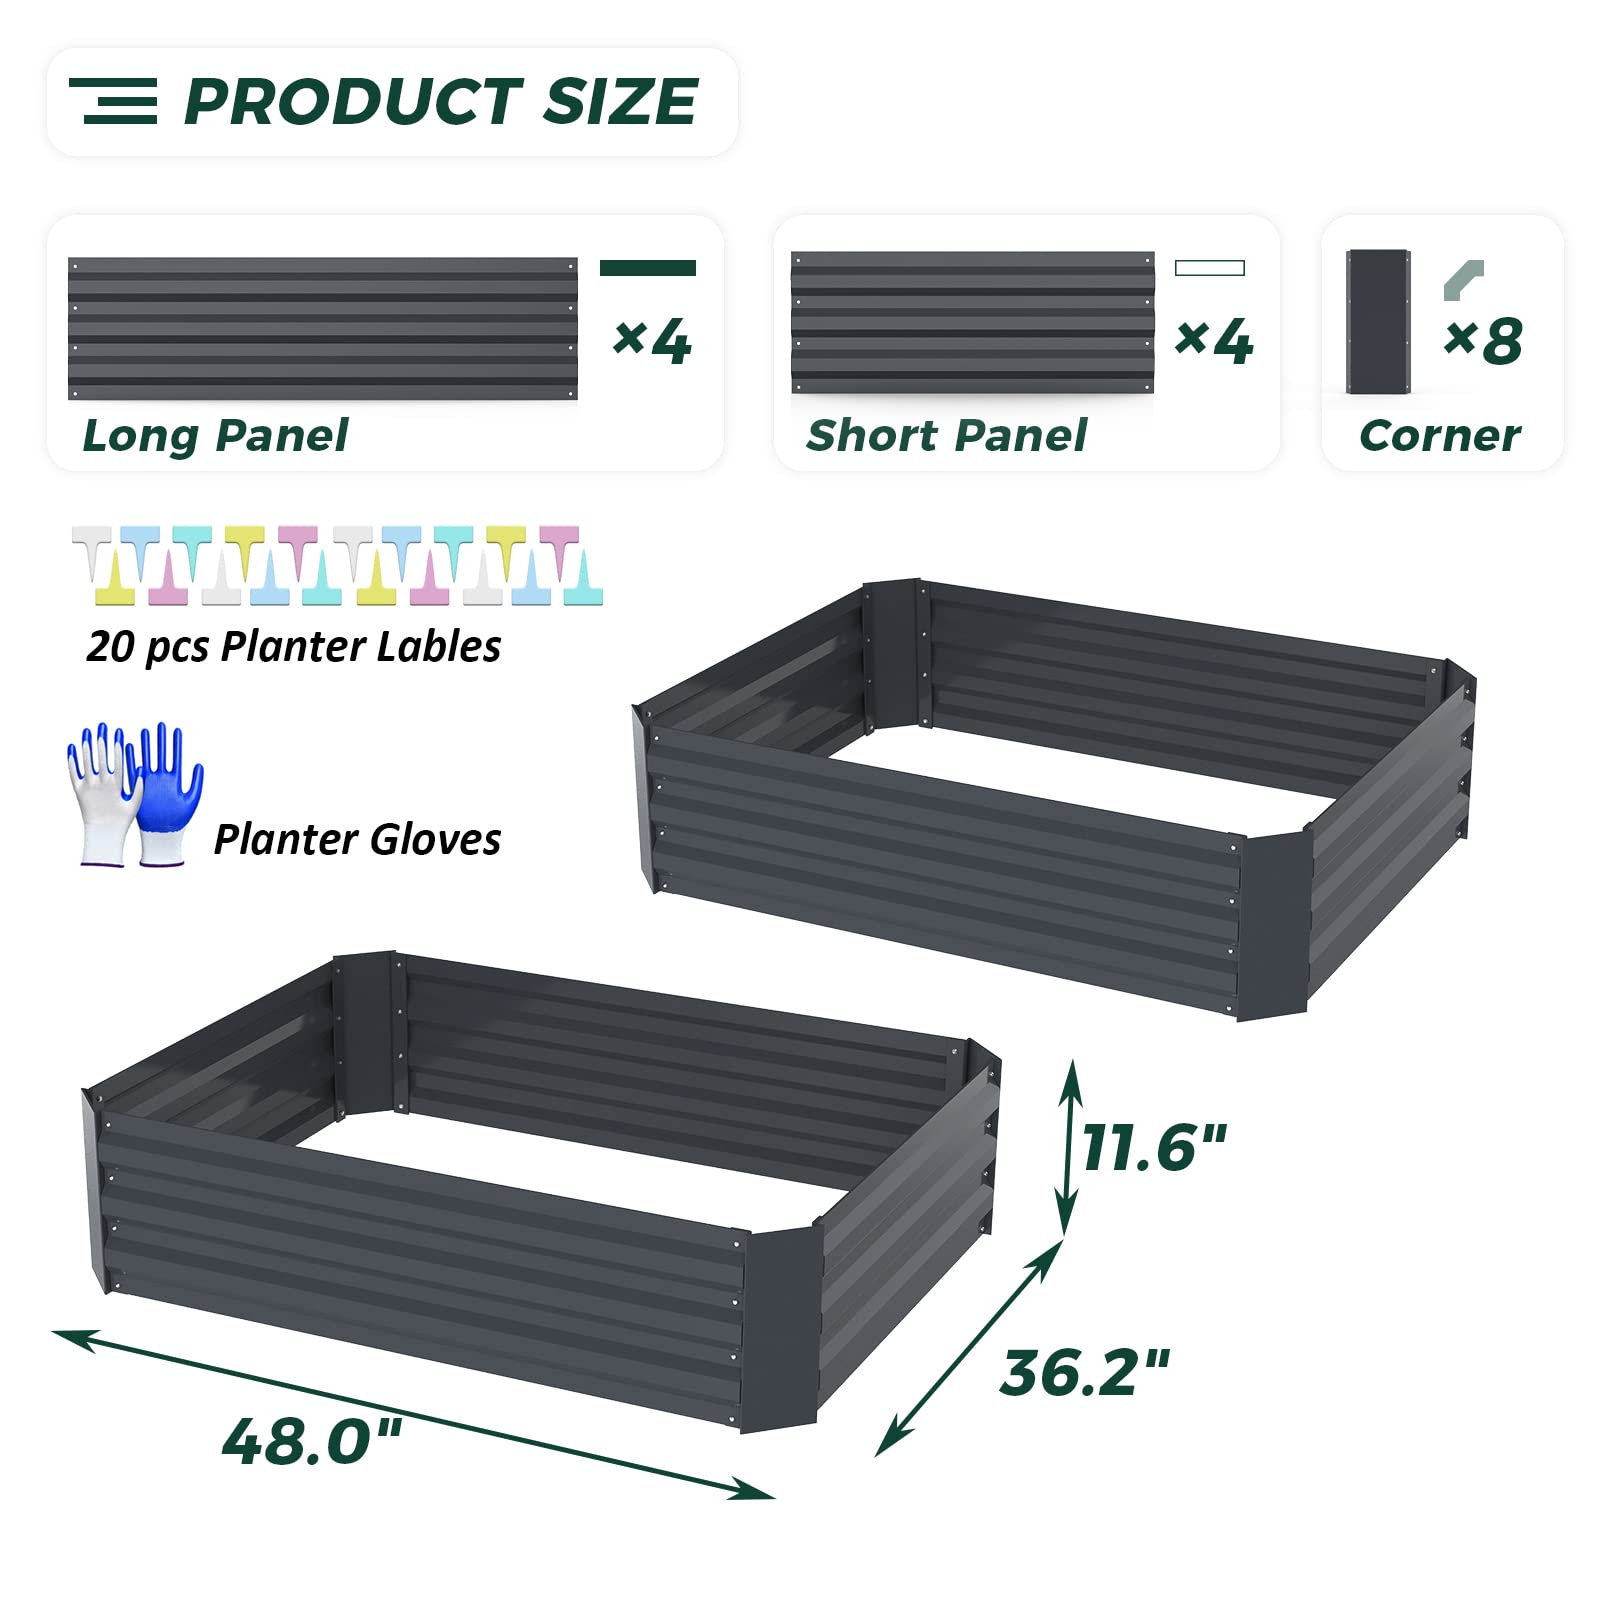 PRODUCT SIZE
×4
Long Panel
×4
Short Panel
×8
Corner
20 pcs Planter Lables
Planter Gloves
11.6"
36.2"
48.0"